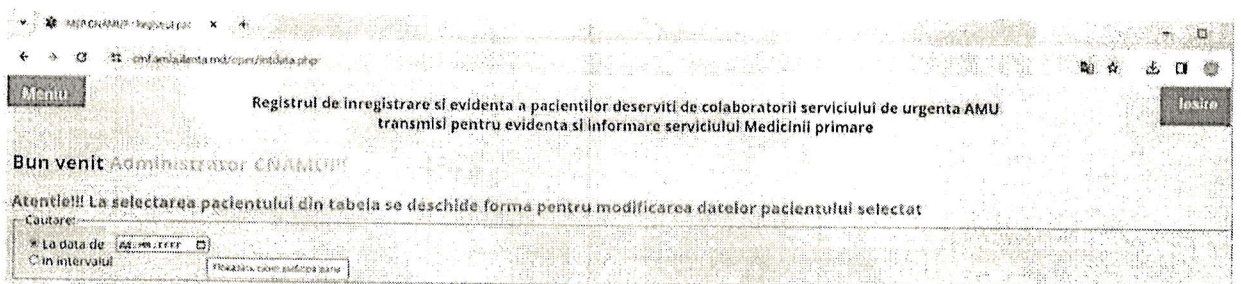 Meniu
Registrul de inregistrare si evidenta a pacientilor deserviti de colaboratorii serviciului de urgenta AMU
transmisi pentru evidenta si informare serviciului Medicinii primare
Iesire
Bun venit Administrator CNAMUP!
Atentie!!! La selectarea pacientului din tabela se deschide forma pentru modificarea datelor pacientului selectat
Cautare:
La data de
in intervalul